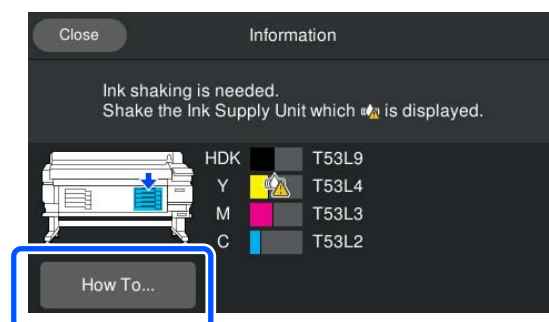 Close
Information
Ink shaking is needed.
Shake the Ink Supply Unit which is displayed.
HDK T53L9
Y T53L4
M T53L3
C T53L2
How To...